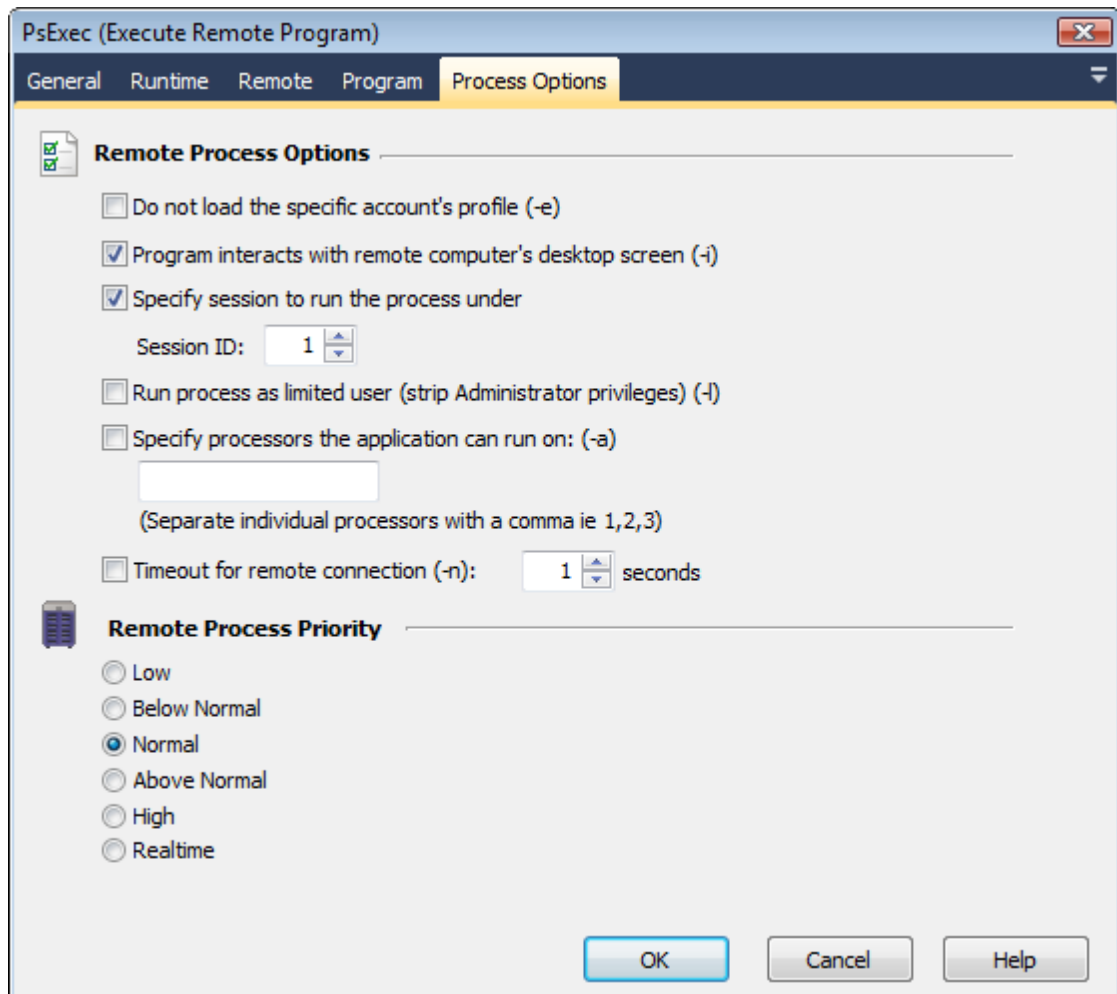 PsExec (Execute Remote Program)
General Runtime Remote Program Process Options
Remote Process Options
Do not load the specific account's profile (-e)
Program interacts with remote computer's desktop screen (-i)
Specify session to run the process under
Session ID: 1
Run process as limited user (strip Administrator privileges) (-l)
Specify processors the application can run on: (-a)
(Separate individual processors with a comma ie 1,2,3)
Timeout for remote connection (-n): 1 seconds
Remote Process Priority
Low
Below Normal
Normal
Above Normal
High
Realtime
OK Cancel Help